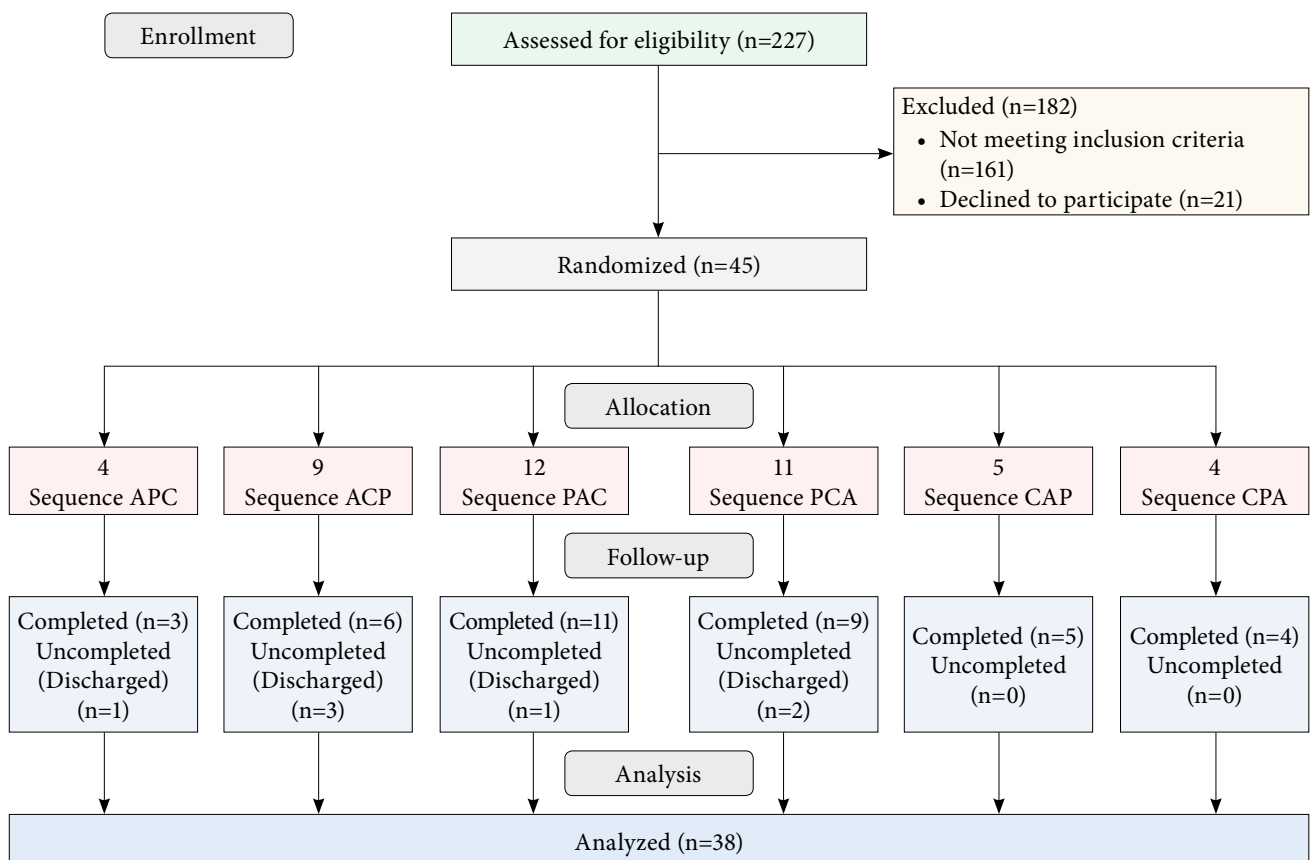 Enrollment
Assessed for eligibility (n=227)
Excluded (n=182)
• Not meeting inclusion criteria
(n=161)
• Declined to participate (n=21)
Randomized (n=45)
Allocation
4
Sequence APC
9
Sequence ACP
12
Sequence PAC
11
Sequence PCA
5
Sequence CAP
4
Sequence CPA
Follow-up
Completed (n=3)
Uncompleted
(Discharged)
(n=1)
Completed (n=6)
Uncompleted
(Discharged)
(n=3)
Completed (n=11)
Uncompleted
(Discharged)
(n=1)
Completed (n=9)
Uncompleted
(Discharged)
(n=2)
Completed (n=5)
Uncompleted
(n=0)
Completed (n=4)
Uncompleted
(n=0)
Analysis
Analyzed (n=38)